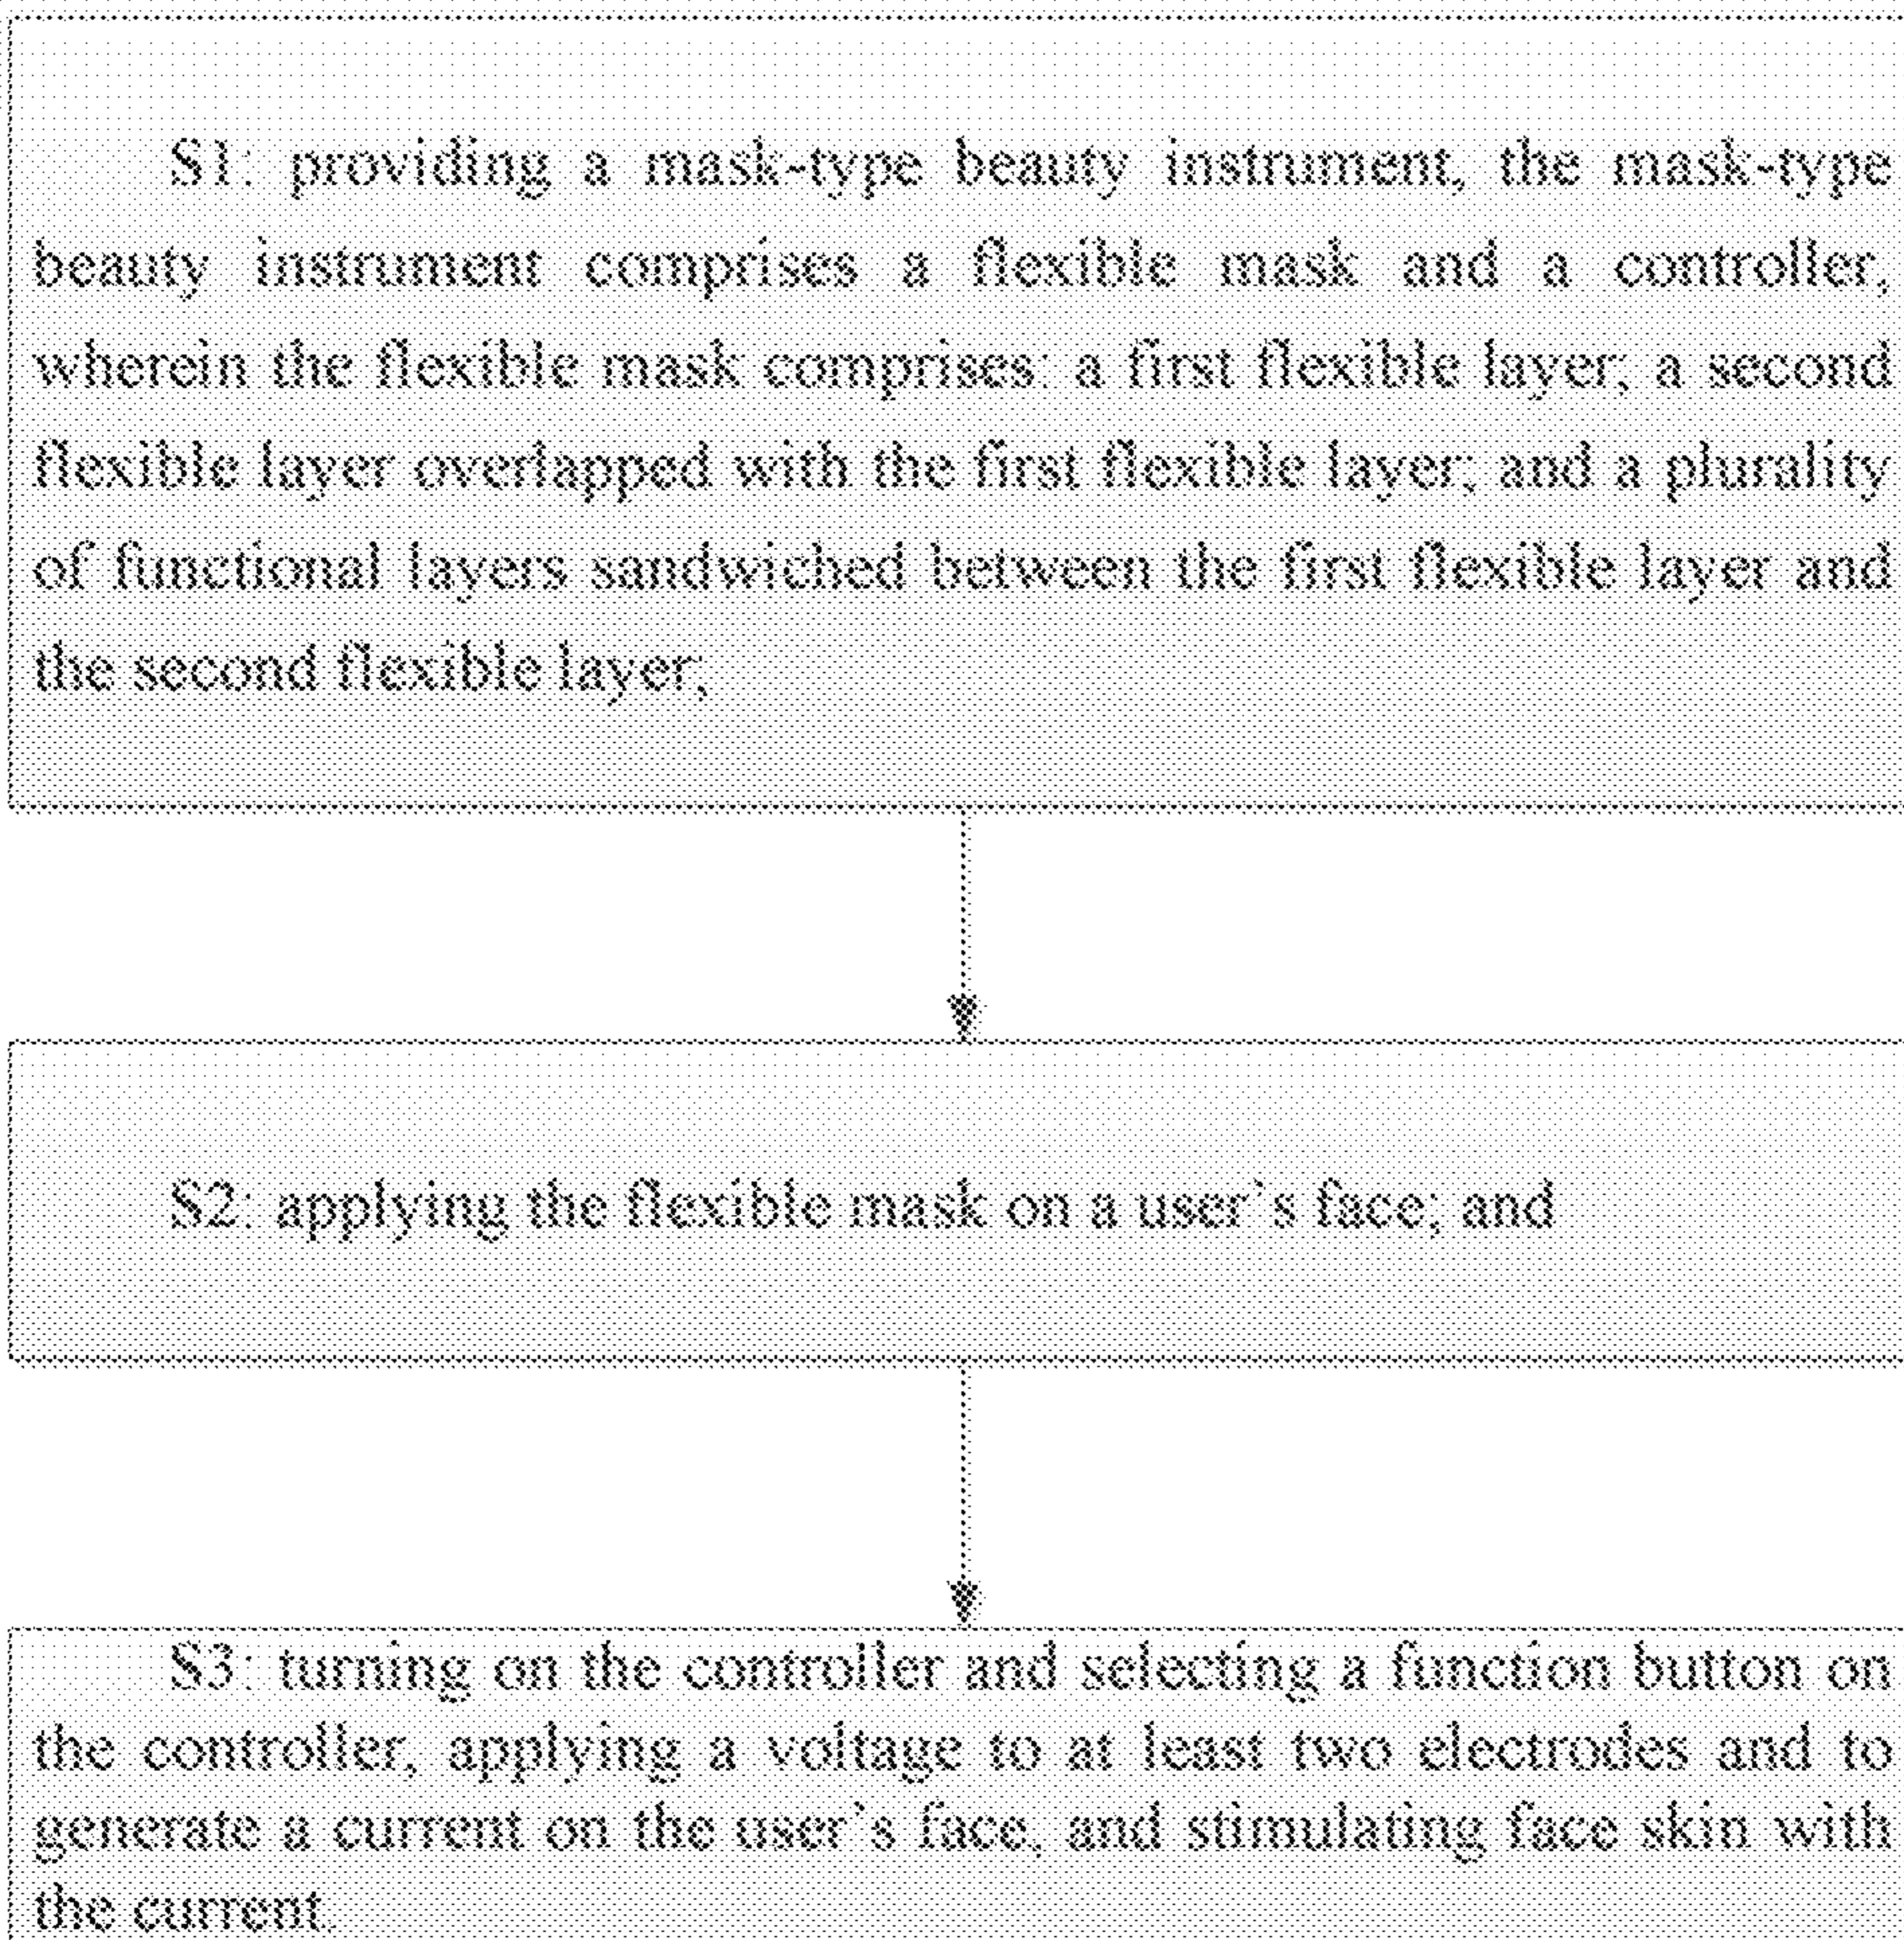 S1: providing a mask-type beauty instrument, the mask-type
beauty instrument comprises a flexible mask and a controller,
wherein the flexible mask comprises: a first flexible layer; a second
flexible layer overlapped with the first flexible layer; and a plurality
of functional layers sandwiched between the first flexible layer and
the second flexible layer;
S2: applying the flexible mask on a user's face; and
S3: turning on the controller and selecting a function button on
the controller, applying a voltage to at least two electrodes and to
generate a current on the user's face, and stimulating face skin with
the current.